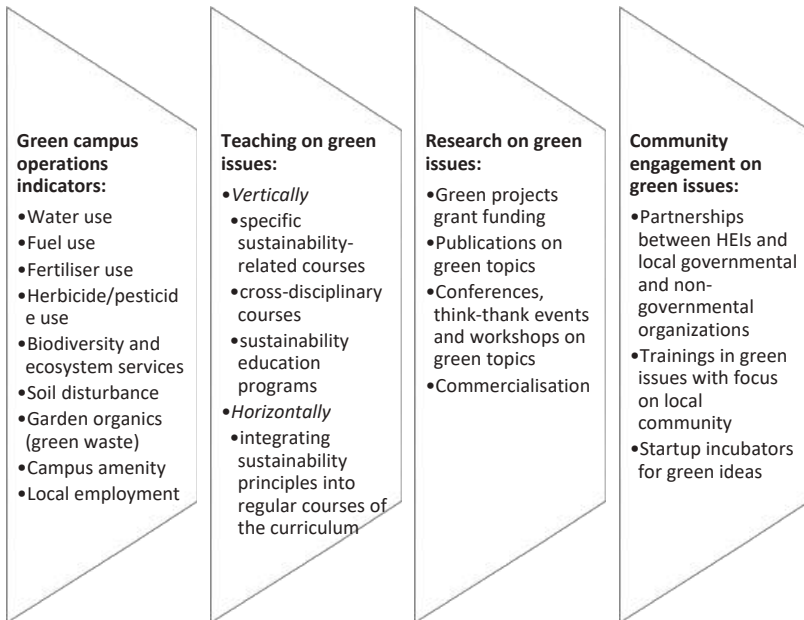 Green campus
operations
indicators:
•Water use
•Fuel use
•Fertiliser use
•Herbicide/pesticid
e use
•Biodiversity and
ecosystem services
•Soil disturbance
•Garden organics
(green waste)
•Campus amenity
•Local employment
Teaching on green
issues:
•Vertically
•specific
sustainability-
related courses
•cross-disciplinary
courses
•sustainability
education
programs
•Horizontally
•integrating
sustainability
principles into
regular courses of
the curriculum
Research on green
issues:
•Green projects
grant funding
•Publications on
green topics
•Conferences,
think-thank events
and workshops on
green topics
•Commercialisation
Community
engagement on
green issues:
•Partnerships
between HEIs and
local governmental
and non-
governmental
organizations
•Trainings in green
issues with focus
on local
community
•Startup incubators
for green ideas